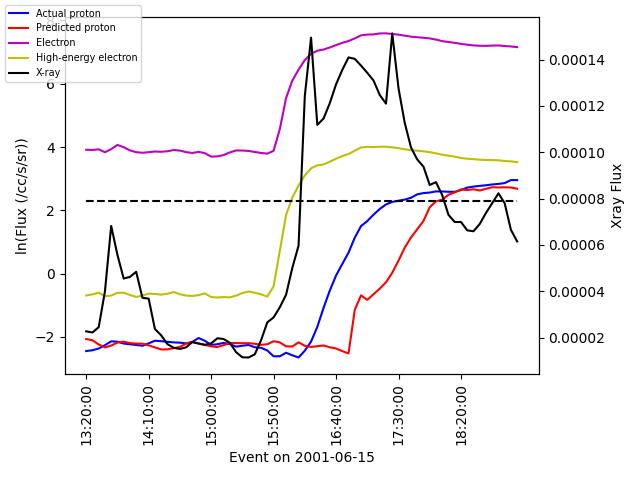 Actual proton
Predicted proton
Electron
High-energy electron
X-ray
6
4
2
0
−2
ln(Flux (/cc/s/sr))
0.00014
0.00012
0.00010
0.00008
0.00006
0.00004
0.00002
Xray Flux
13:20:00
14:10:00
15:00:00
15:50:00
16:40:00
17:30:00
18:20:00
Event on 2001-06-15